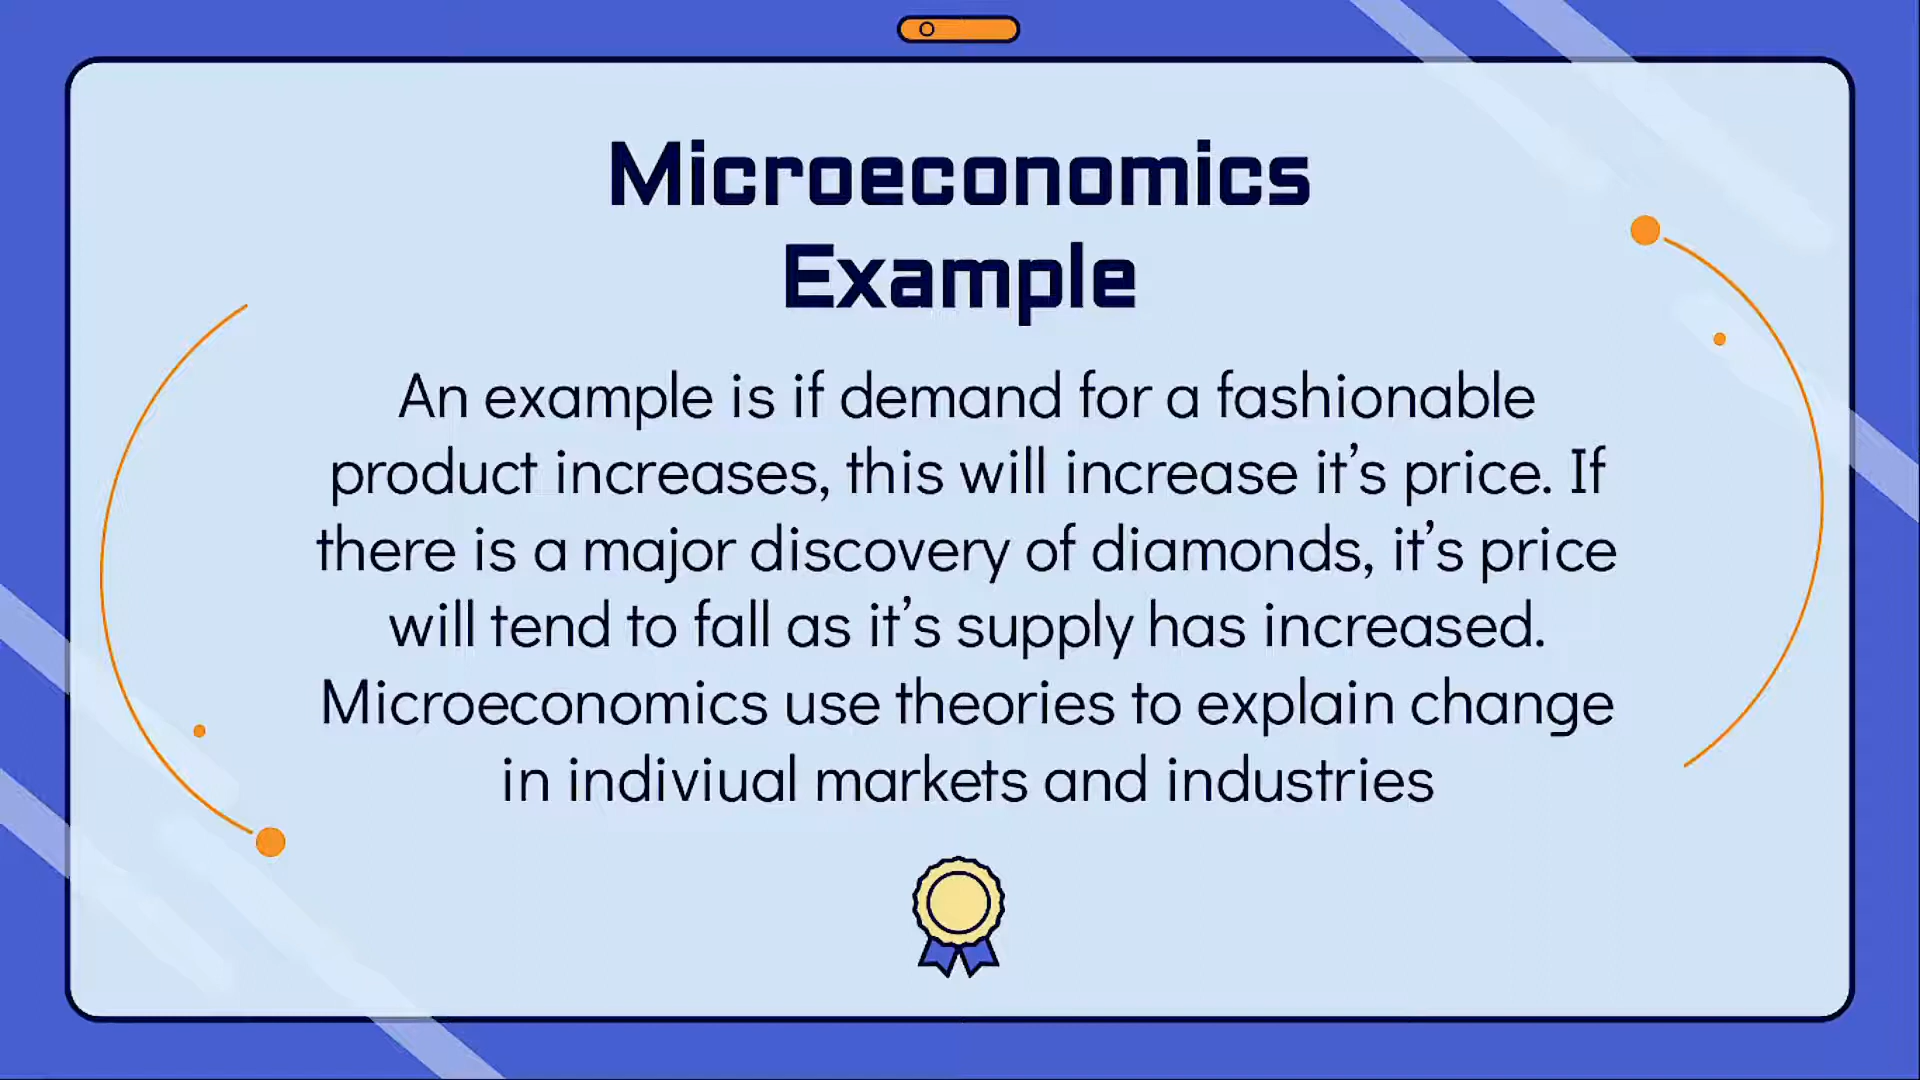 Microeconomics
Example
An example is if demand for a fashionable
product increases, this will increase it’s price. If
there is a major discovery of diamonds, it’s price
will tend to fall as it’s supply has increased.
Microeconomics use theories to explain change
in indiviual markets and industries